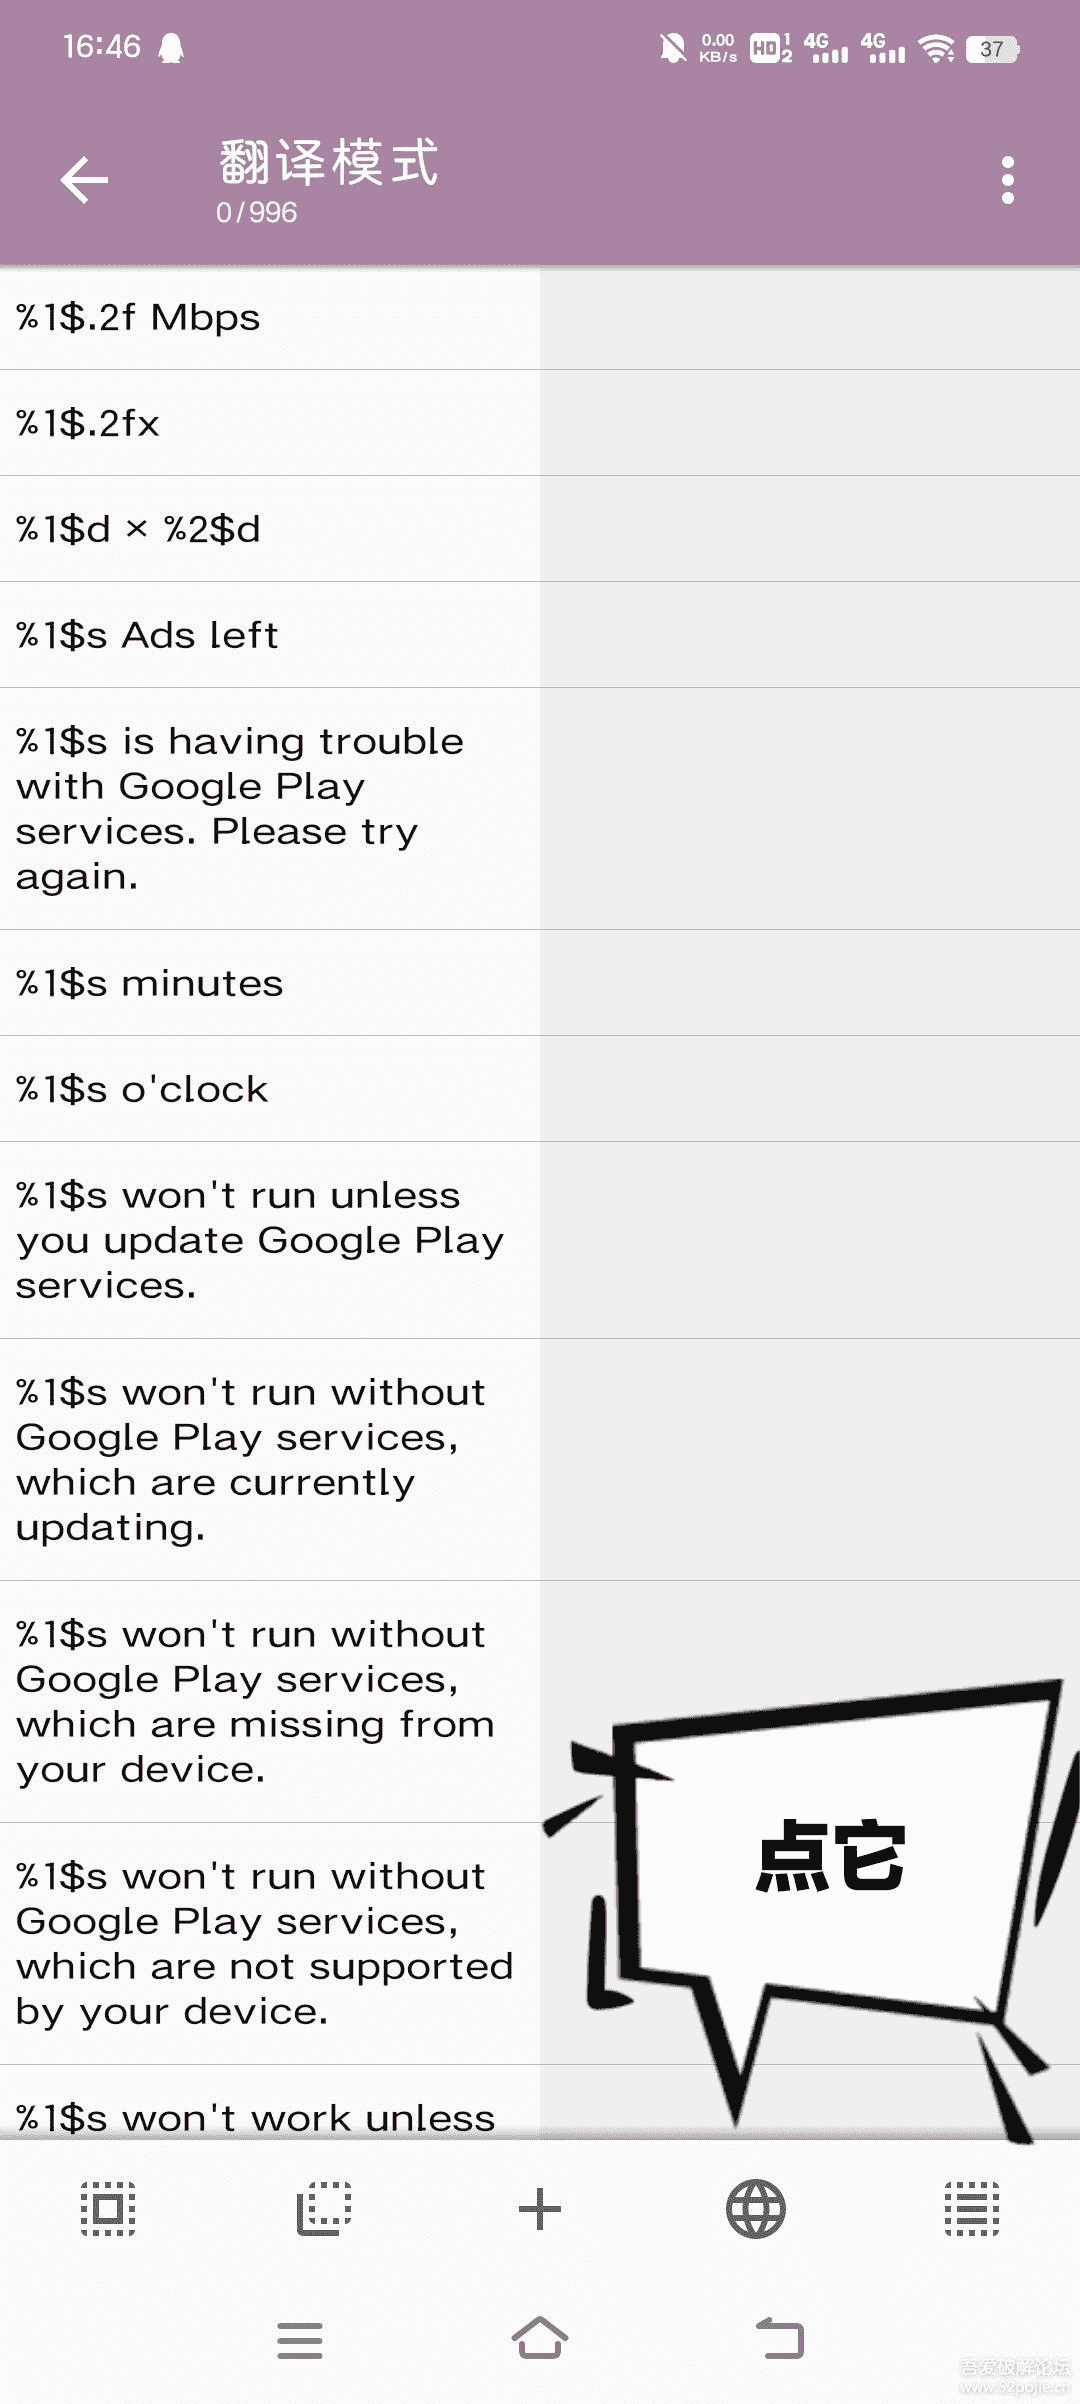 16:46
0.00
KB/s
HD
1
2
4G
4G
37
翻译模式
0/996
%1$.2f Mbps
%1$.2fx
%1$d × %2$d
%1$s Ads left
%1$s is having trouble
with Google Play
services. Please try
again.
%1$s minutes
%1$s o'clock
%1$s won't run unless
you update Google Play
services.
%1$s won't run without
Google Play services,
which are currently
updating.
%1$s won't run without
Google Play services,
which are missing from
your device.
点它
%1$s won't run without
Google Play services,
which are not supported
by your device.
%1$s won't work unless
吾爱破解论坛
www.52pojie.cn